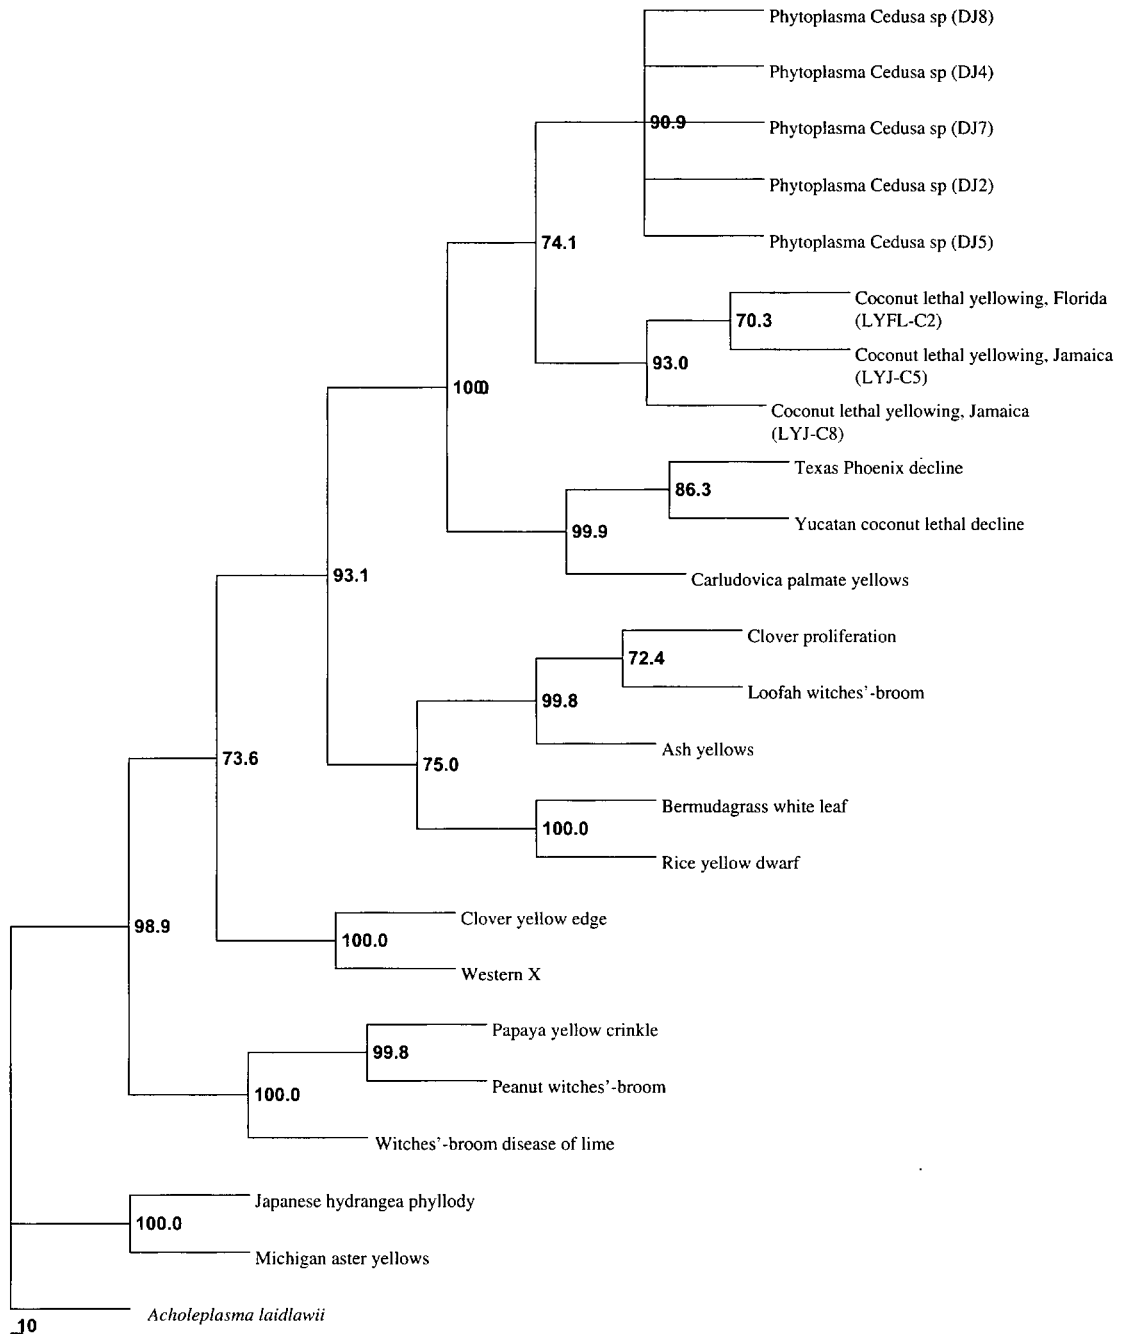 Phytoplasma Cedusa sp (DJ8)
Phytoplasma Cedusa sp (DJ4)
90.9
Phytoplasma Cedusa sp (DJ7)
Phytoplasma Cedusa sp (DJ2)
74.1
Phytoplasma Cedusa sp (DJ5)
Coconut lethal yellowing, Florida
(LYFL-C2)
70.3
Coconut lethal yellowing, Jamaica
(LYJ-C5)
93.0
100.0
Coconut lethal yellowing, Jamaica
(LYJ-C8)
Texas Phoenix decline
86.3
Yucatan coconut lethal decline
99.9
93.1
Carludovica palmate yellows
Clover proliferation
72.4
Loofah witches'-broom
99.8
Ash yellows
73.6
75.0
Bermudagrass white leaf
100.0
Rice yellow dwarf
Clover yellow edge
98.9
100.0
Western X
Papaya yellow crinkle
99.8
Peanut witches'-broom
100.0
Witches'-broom disease of lime
Japanese hydrangea phyllody
100.0
Michigan aster yellows
Acholeplasma laidlawii
10